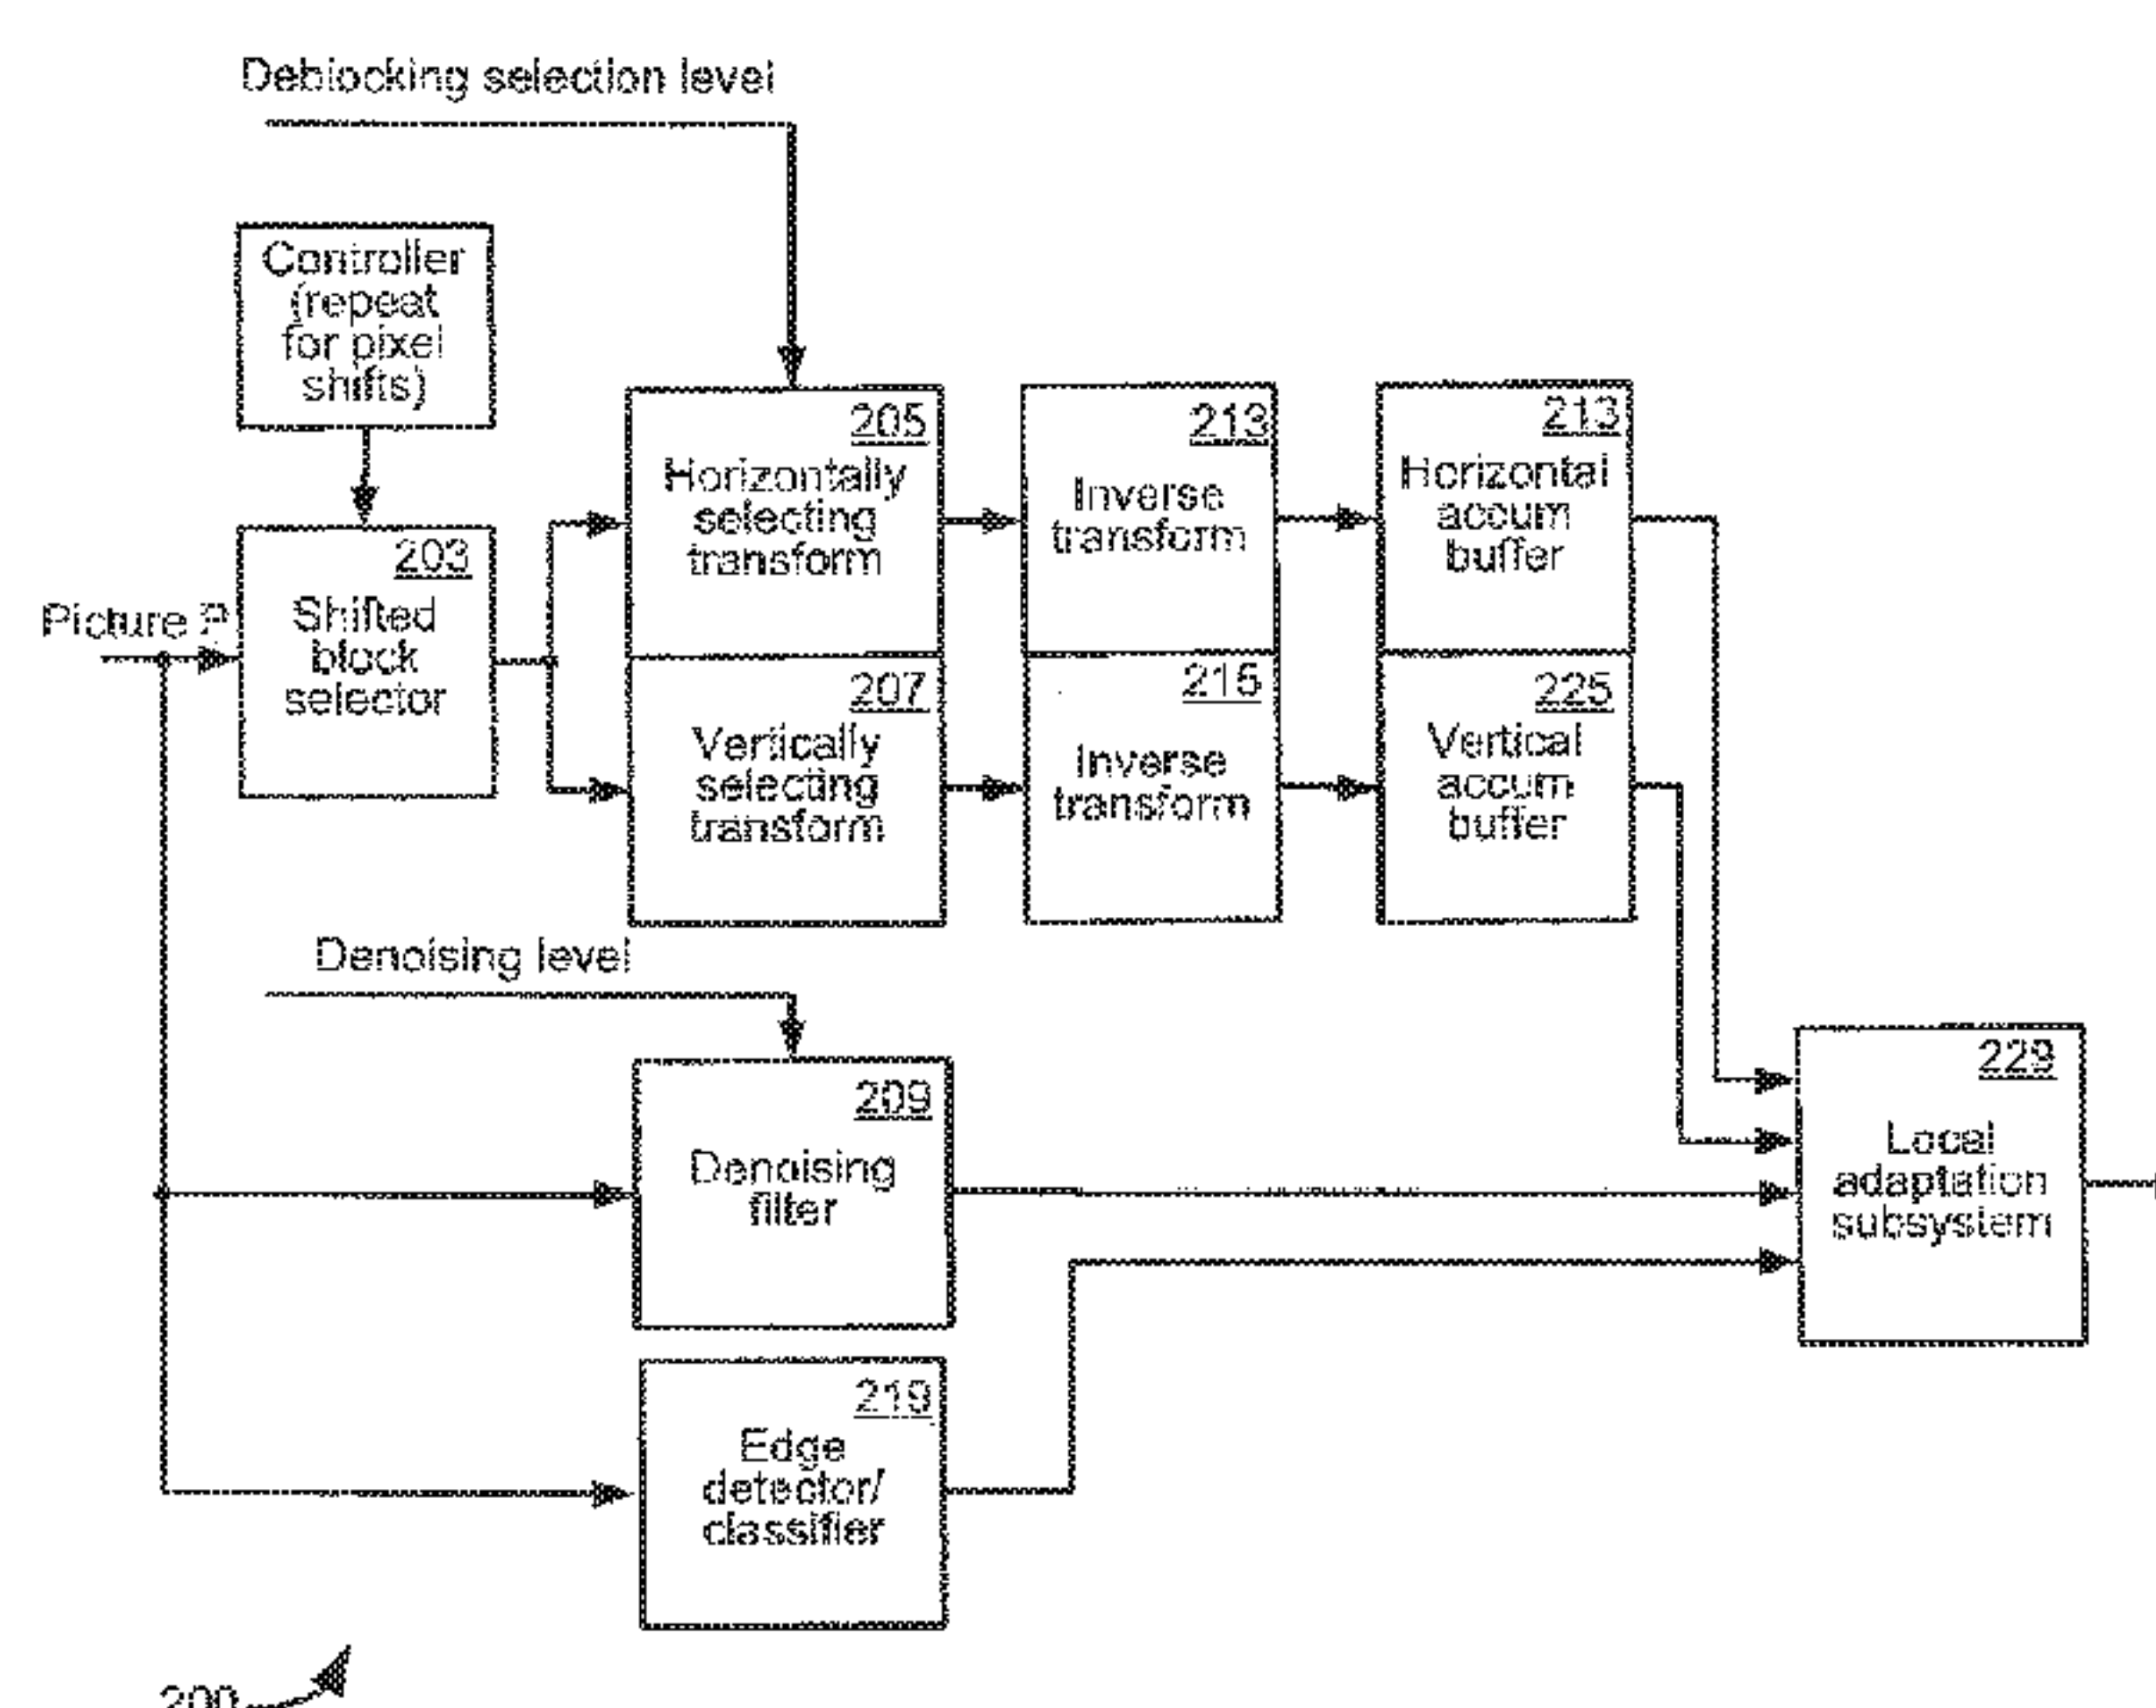 Deblocking selection level
Controller
(repeat
for pixel
shifts)
203
Shifted
block
selector
Picture P
205
Horizontally
selecting
transform
213
Inverse
transform
213
Horizontal
accum
buffer
207
Vertically
selecting
transform
215
Inverse
transform
225
Vertical
accum
buffer
Denoising level
209
Denoising
filter
229
Local
adaptation
subsystem
219
Edge
detector/
classifier
200